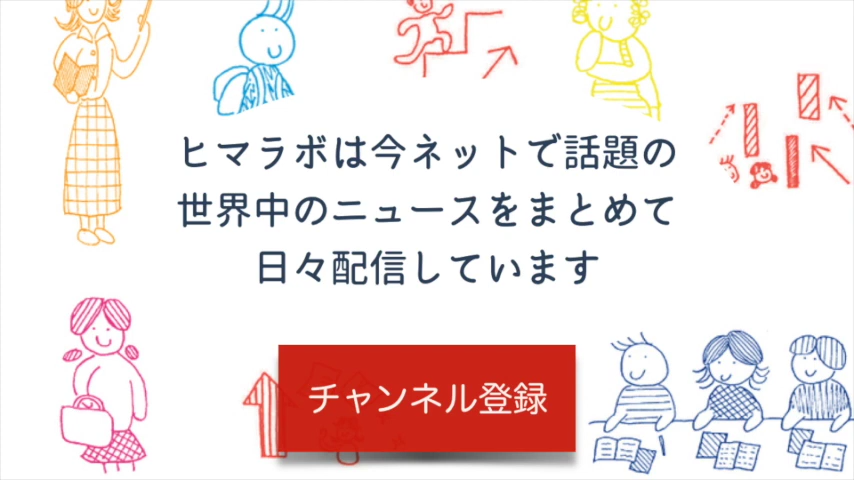 ヒマラボは今ネットで話題の
世界中のニュースをまとめて
日々配信しています
チャンネル登録